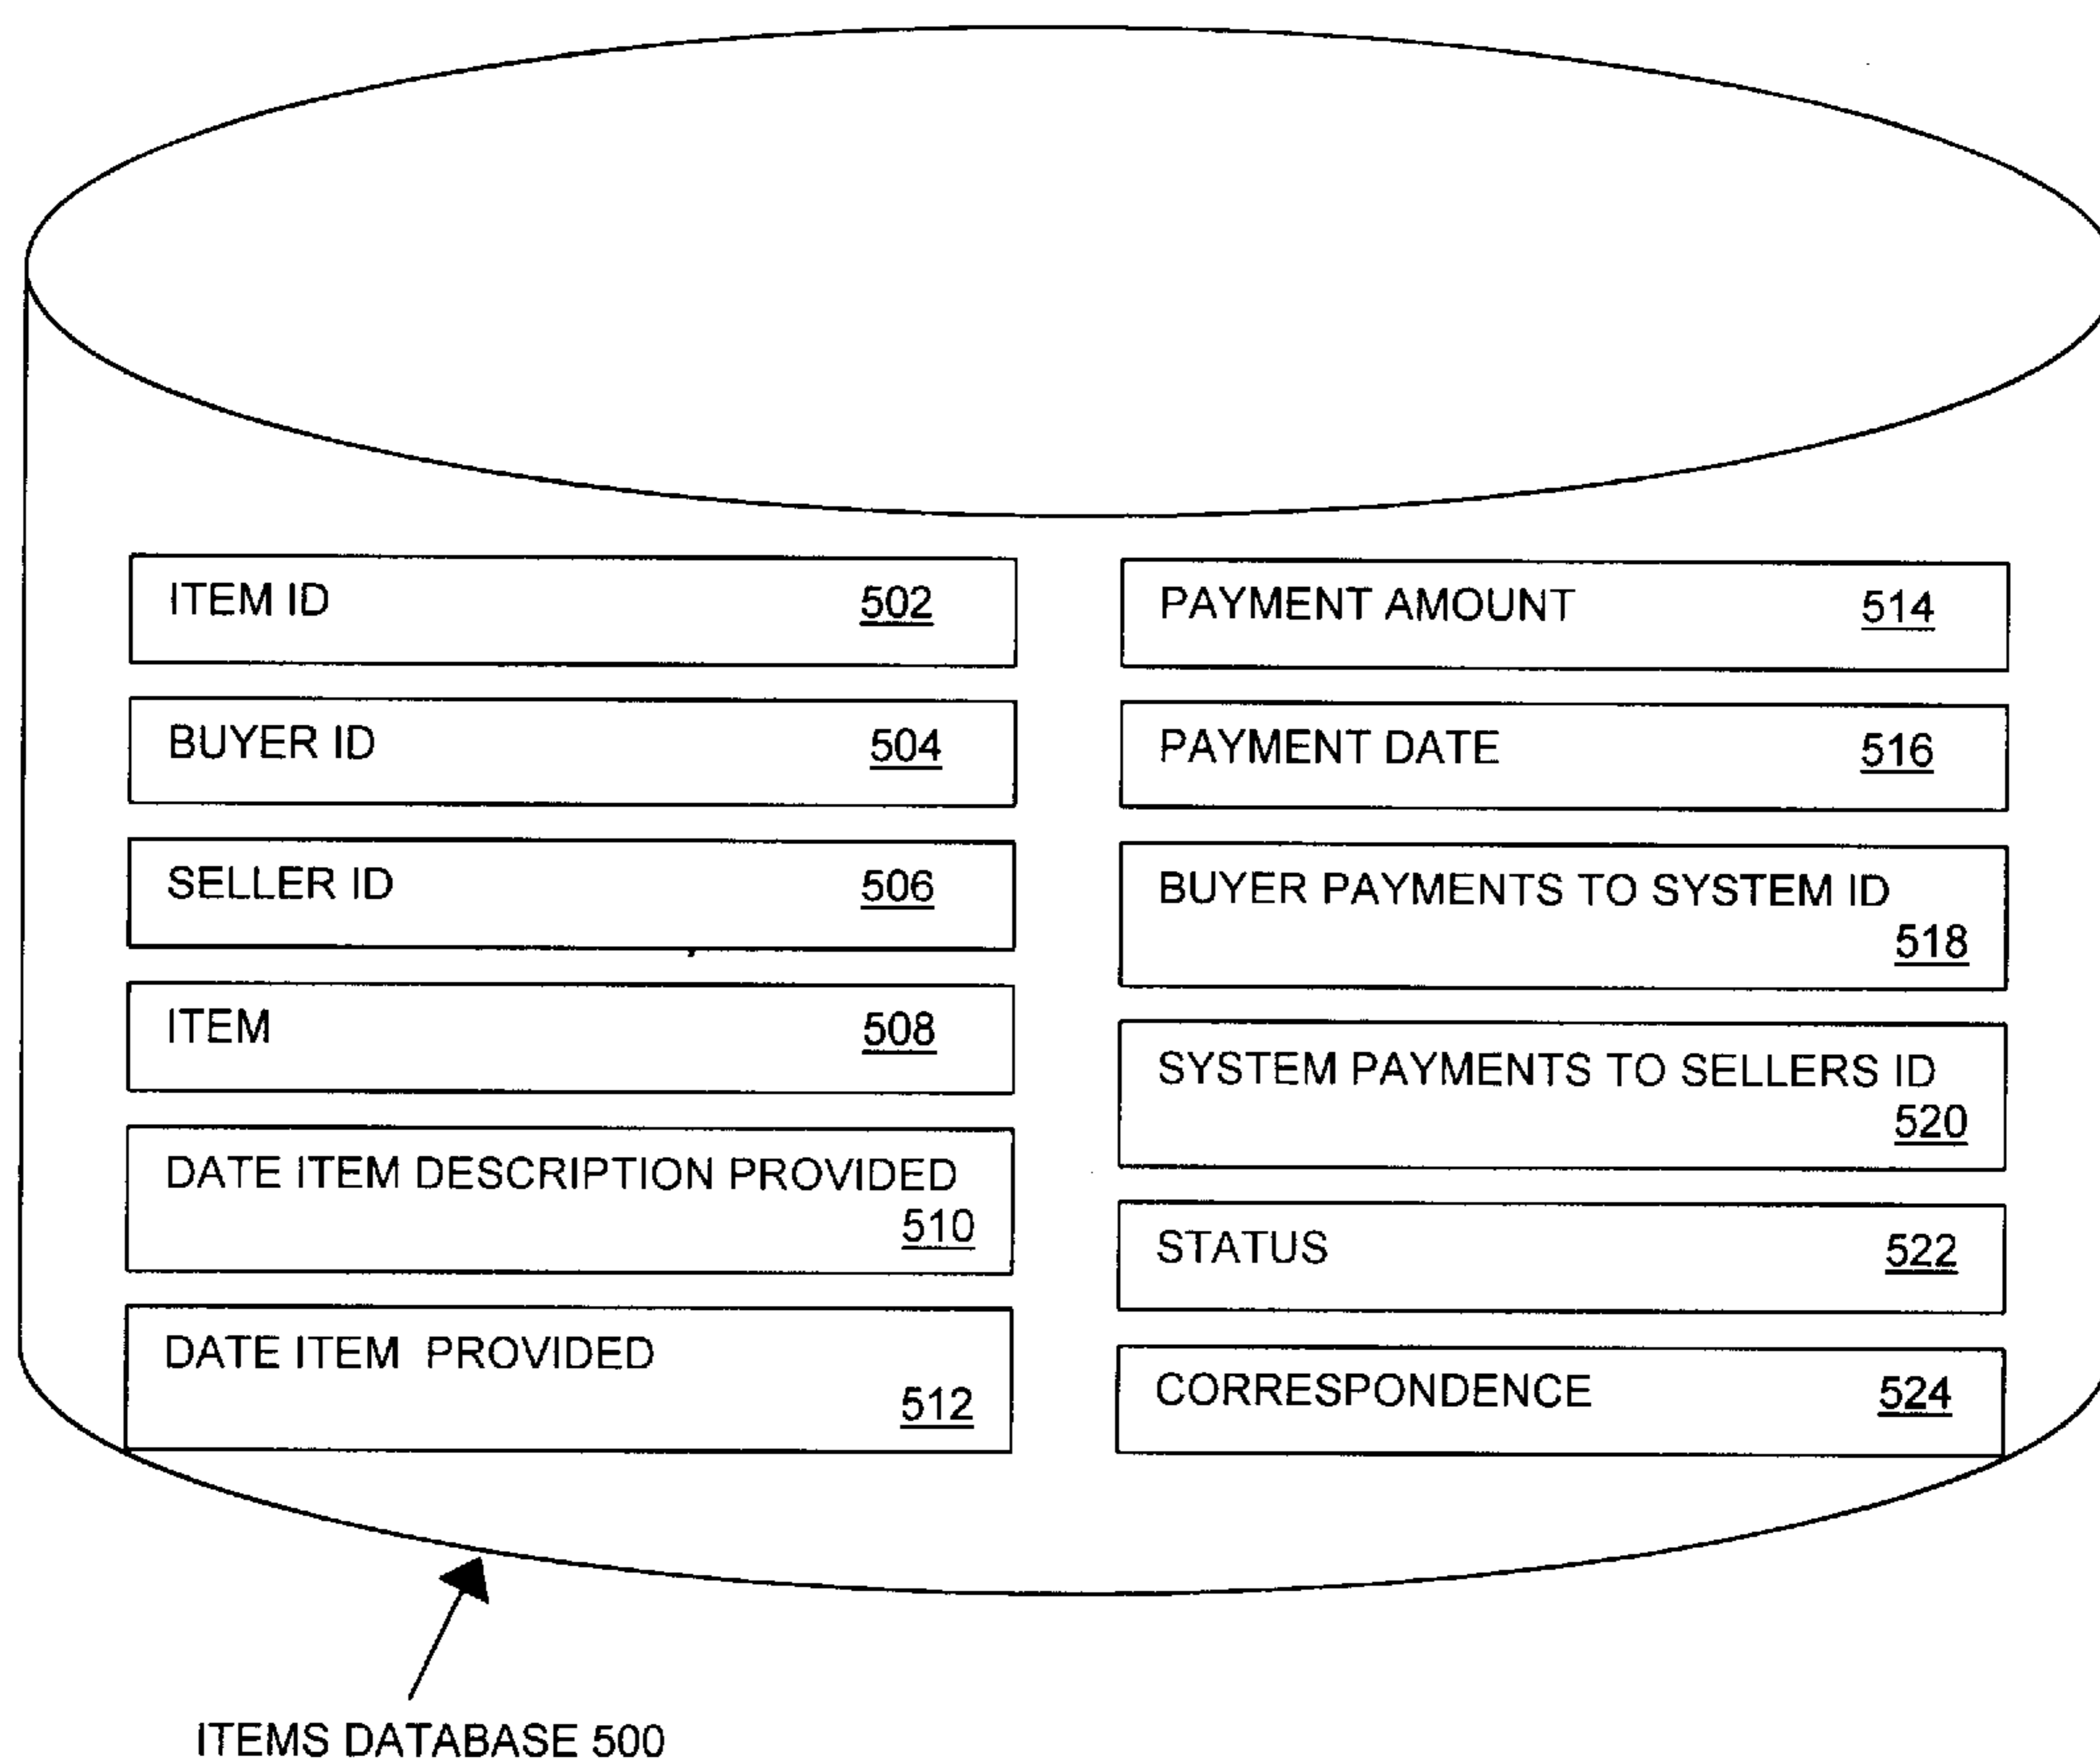 ITEM ID 502
BUYER ID 504
SELLER ID 506
ITEM 508
DATE ITEM DESCRIPTION PROVIDED
510
DATE ITEM PROVIDED
512
PAYMENT AMOUNT 514
PAYMENT DATE 516
BUYER PAYMENTS TO SYSTEM ID
518
SYSTEM PAYMENTS TO SELLERS ID
520
STATUS 522
CORRESPONDENCE 524
ITEMS DATABASE 500